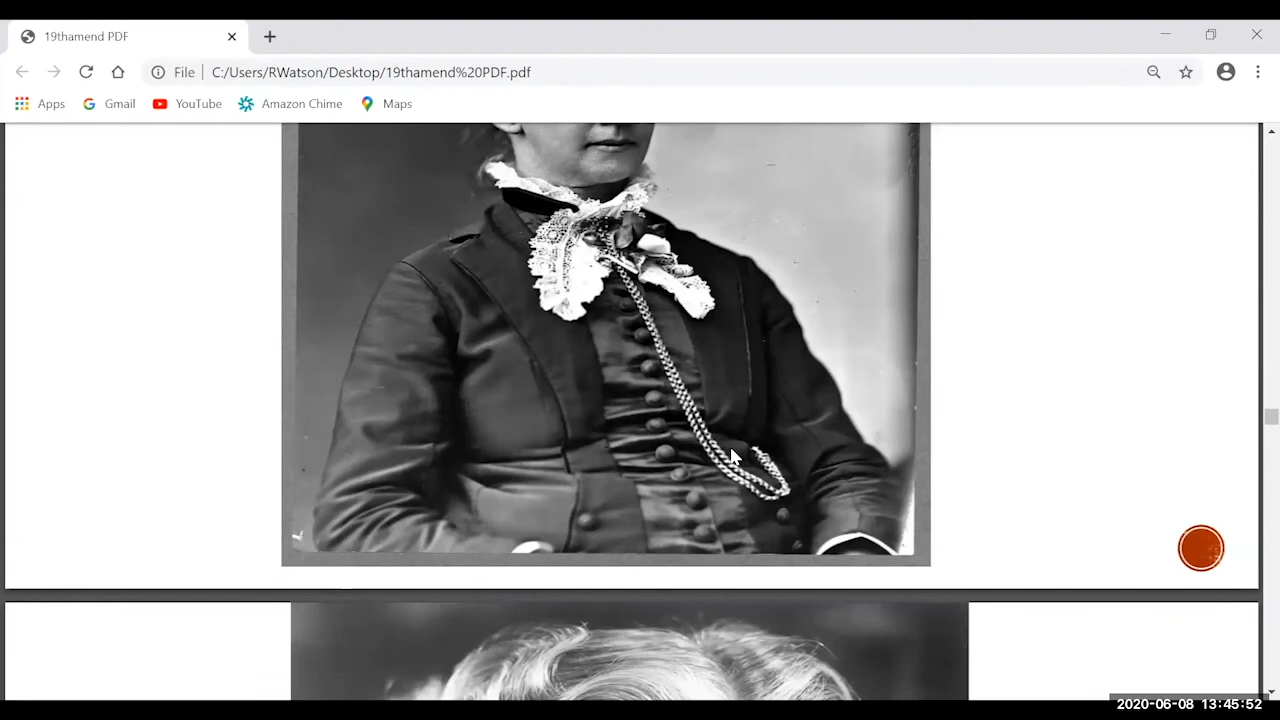 19thamend PDF
File C:/Users/RWatson/Desktop/19thamend%20PDF.pdf
Apps Gmail YouTube Amazon Chime Maps
2020-06-08 13:45:52